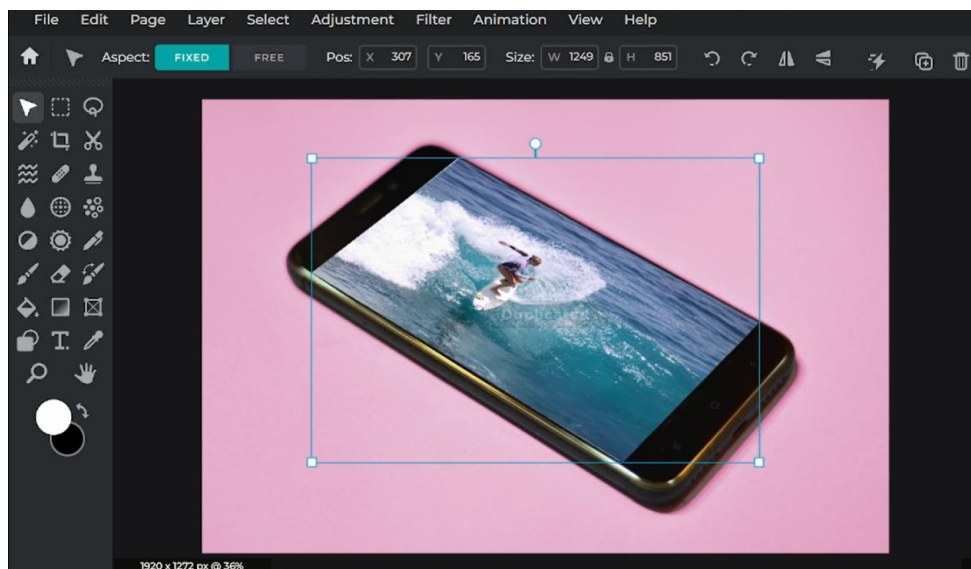 File Edit Page Layer Select Adjustment Filter Animation View Help
Aspect: FIXED FREE Pos: X 307 Y 165 Size: W 1249 H 851
Duplicated
1920 x 1272 px @ 36%